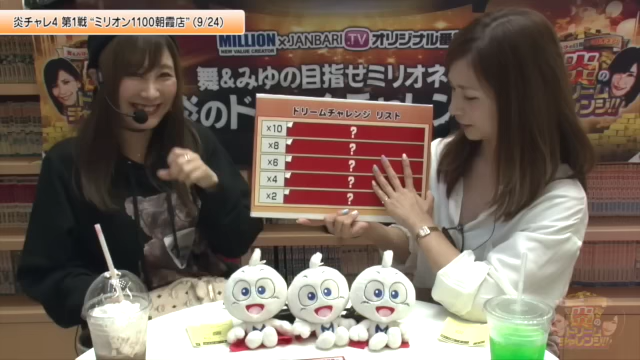 炎チャレ4 第1戦 “ミリオン1100朝霞店” (9/24)
MILLION × JANBARI.TV オリジナル
NEW VALUE CREATOR
舞&みゆの目指せミリオネ
炎のド
ドリームチャレンジ リスト
×10 ?
×8 ?
×6 ?
×4 ?
×2 ?